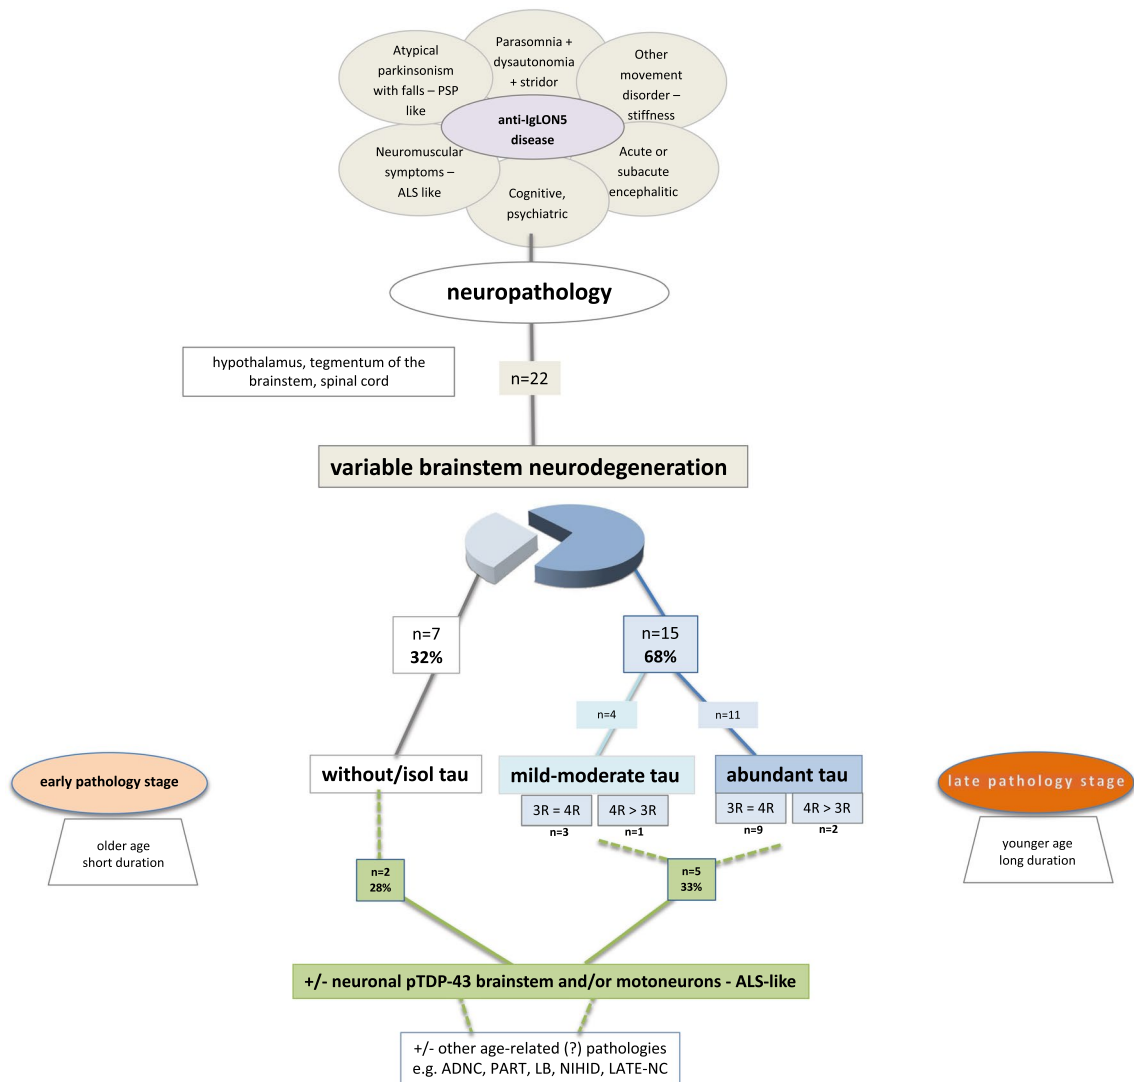 Atypical
parkinsonism
with falls – PSP
like
Parasomnia +
dysautonomia
+ stridor
Other
movement
disorder –
stiffness
anti-IgLON5
disease
Neuromuscular
symptoms –
ALS like
Cognitive,
psychiatric
Acute or
subacute
encephalitic
neuropathology
hypothalamus, tegmentum of the
brainstem, spinal cord
n=22
variable brainstem neurodegeneration
n=7
32%
n=15
68%
n=4
n=11
early pathology stage
without/isol tau
mild-moderate tau
abundant tau
late pathology stage
3R = 4R
4R > 3R
3R = 4R
4R > 3R
n=3
n=1
n=9
n=2
older age
short duration
younger age
long duration
n=2
28%
n=5
33%
+/- neuronal pTDP-43 brainstem and/or motoneurons - ALS-like
+/- other age-related (?) pathologies
e.g. ADNC, PART, LB, NIHID, LATE-NC